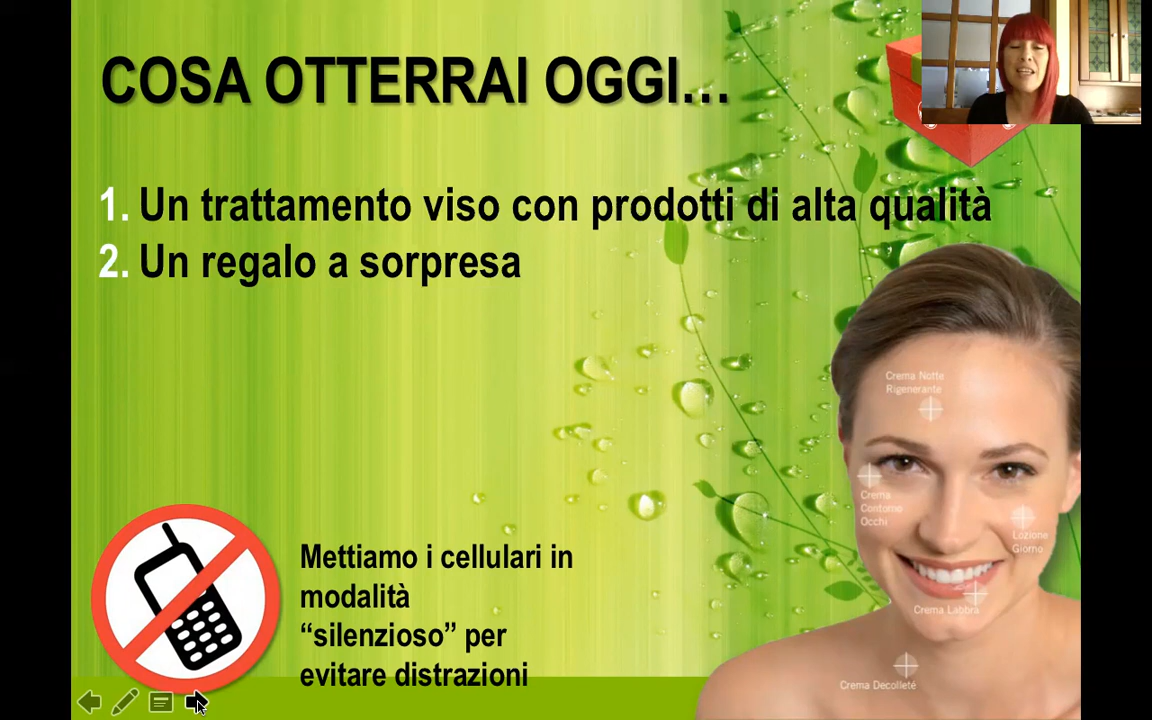 COSA OTTERRAI OGGI...
1. Un trattamento viso con prodotti di alta qualità
2. Un regalo a sorpresa
Crema Notte
Rigenerante
Crema
Contorno
Occhi
Lozione
Giorno
Crema Labbra
Crema Decolleté
Mettiamo i cellulari in
modalità
“silenzioso” per
evitare distrazioni